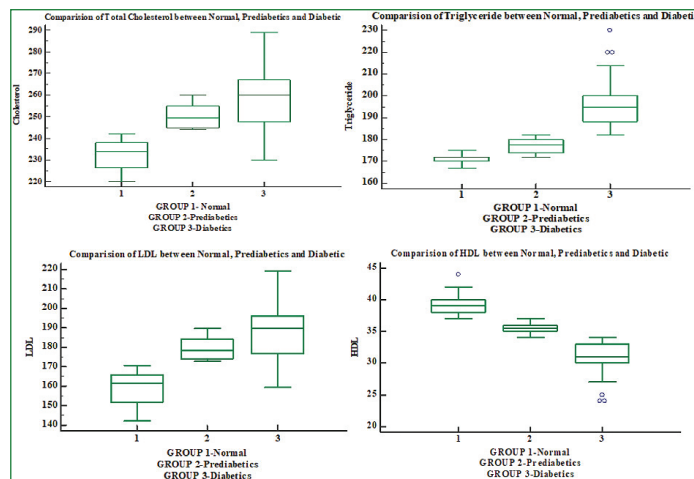 Comparision of Total Cholesterol between Normal, Prediabetics and Diabetic
290
280
270
260
250
240
230
220
Cholesterol
1
2
3
GROUP 1- Normal
GROUP 2-Prediabetics
GROUP 3-Diabetics
Comparision of Triglyceride between Normal, Prediabetics and Diabetic
230
220
210
200
190
180
170
160
Triglyceride
1
2
3
GROUP 1-Normal
GROUP 2-Prediabetics
GROUP 3-Diabetics
Comparision of LDL between Normal, Prediabetics and Diabetic
220
210
200
190
180
170
160
150
140
LDL
1
2
3
GROUP 1-Normal
GROUP 2-Prediabetics
GROUP 3-Diabetics
Comparision of HDL between Normal, Prediabetics and Diabetic
45
40
35
30
25
20
HDL
1
2
3
GROUP 1-Normal
GROUP 2-Prediabetics
GROUP 3-Diabetics